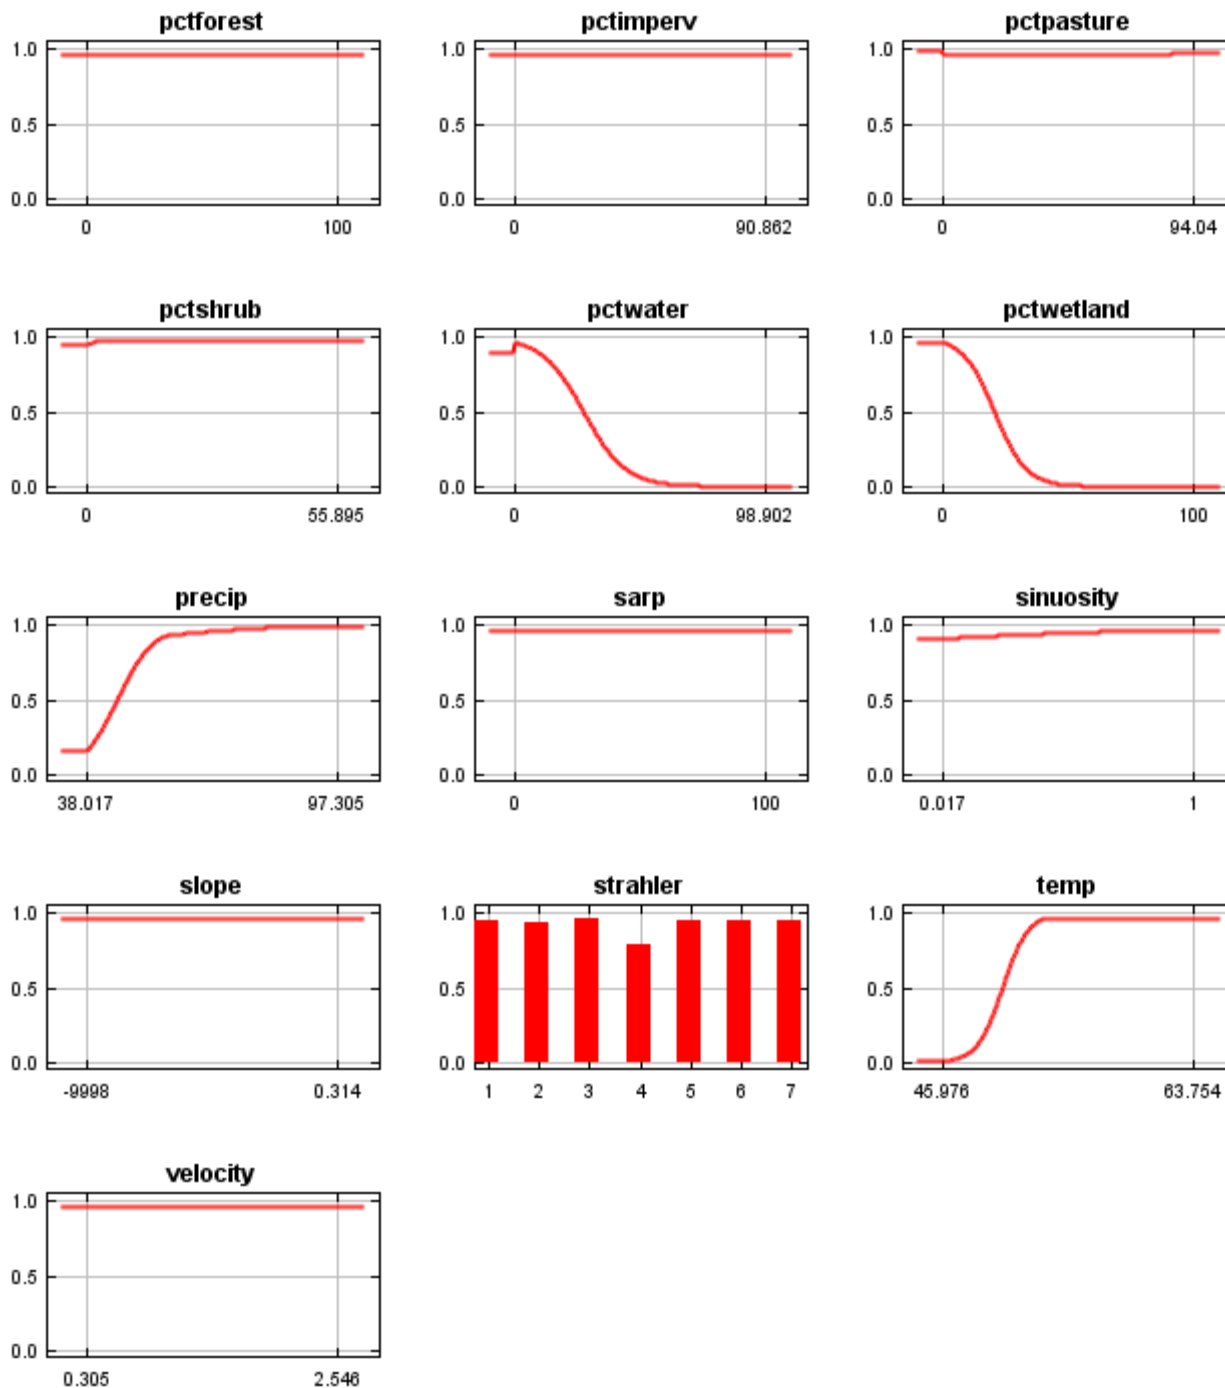 pctforest pctimperv pctpasture
1.0 1.0 1.0
0.5 0.5 0.5
0.0 0.0 0.0
0 100 0 90.862 0 94.04
pctshrub pctwater pctwetland
1.0 1.0 1.0
0.5 0.5 0.5
0.0 0.0 0.0
0 55.895 0 98.902 0 100
precip sarp sinuosity
1.0 1.0 1.0
0.5 0.5 0.5
0.0 0.0 0.0
38.017 97.305 0 100 0.017 1
slope strahler temp
1.0 1.0 1.0
0.5 0.5 0.5
0.0 0.0 0.0
-9998 0.314 1 2 3 4 5 6 7 45.976 63.754
velocity
1.0
0.5
0.0
0.305 2.546